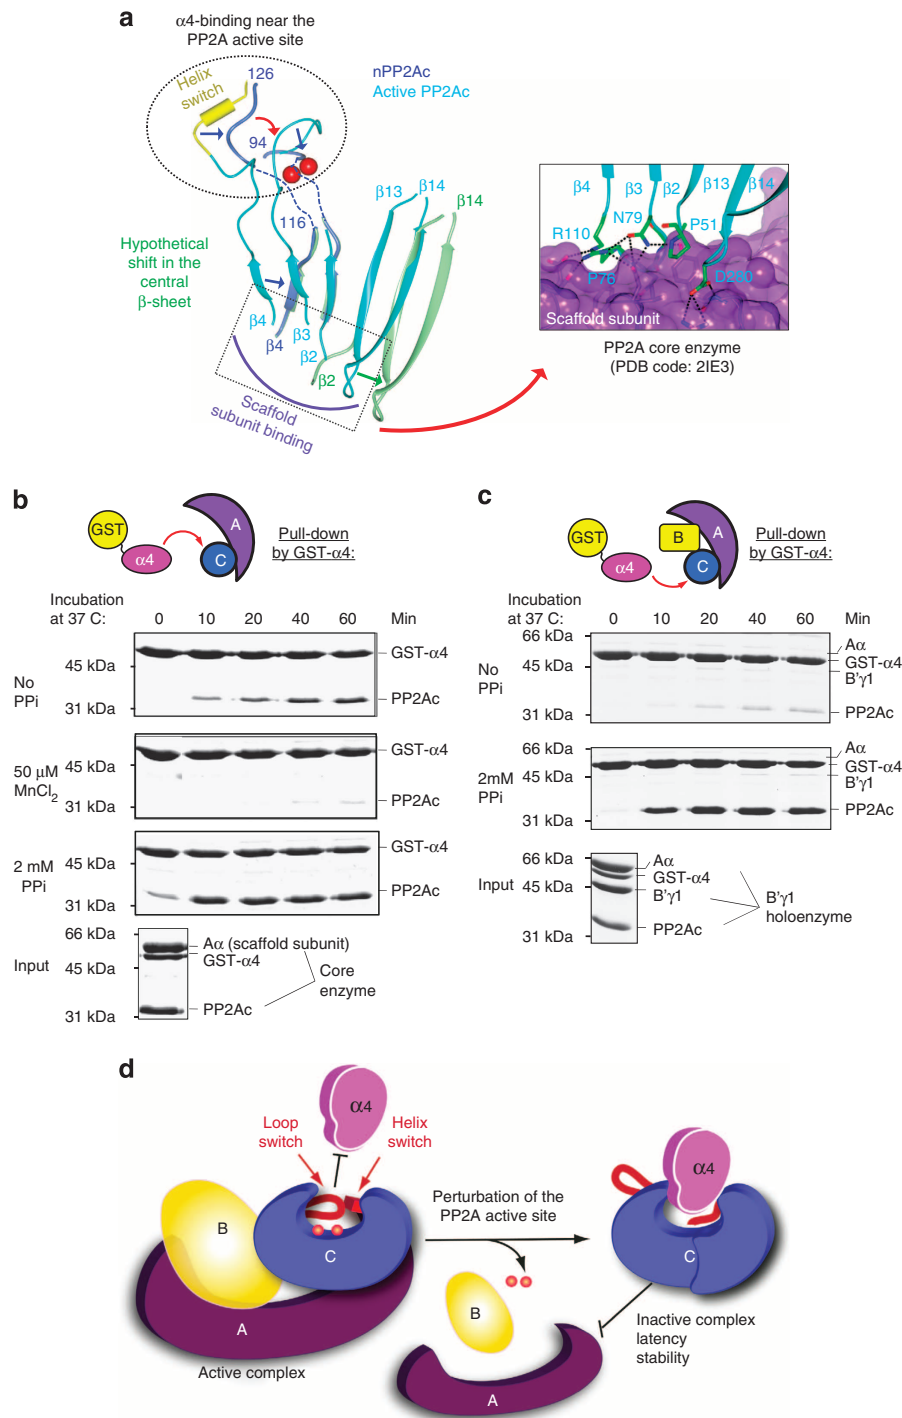 a
α4-binding near the
PP2A active site
Helix
switch
126
nPP2Ac
Active PP2Ac
94
116
β13
β14
β14
Hypothetical
shift in the
central
β-sheet
β4
β4
β3
β2
β2
Scaffold
subunit binding
β4
β3
β2
β13
β14
N79
P51
R110
P76
D280
Scaffold subunit
PP2A core enzyme
(PDB code: 2IE3)
b
GST
α4
A
C
Pull-down
by GST-α4:
Incubation
at 37 C:
0 10 20 40 60 Min
No
PPi
45 kDa
31 kDa
GST-α4
PP2Ac
50 μM
MnCl2
45 kDa
31 kDa
GST-α4
PP2Ac
2 mM
PPi
45 kDa
31 kDa
GST-α4
PP2Ac
Input
66 kDa
45 kDa
31 kDa
Aα (scaffold subunit)
GST-α4
PP2Ac
Core
enzyme
c
GST
α4
B
A
C
Pull-down
by GST-α4:
Incubation
at 37 C:
0 10 20 40 60 Min
No
PPi
66 kDa
45 kDa
31 kDa
Aα
GST-α4
B'γ1
PP2Ac
2mM
PPi
66 kDa
45 kDa
31 kDa
Aα
GST-α4
B'γ1
PP2Ac
Input
66 kDa
45 kDa
31 kDa
Aα
GST-α4
B'γ1
PP2Ac
B'γ1
holoenzyme
d
α4
Loop
switch
Helix
switch
B
C
A
Active complex
Perturbation of the
PP2A active site
B
A
α4
C
Inactive complex
latency
stability